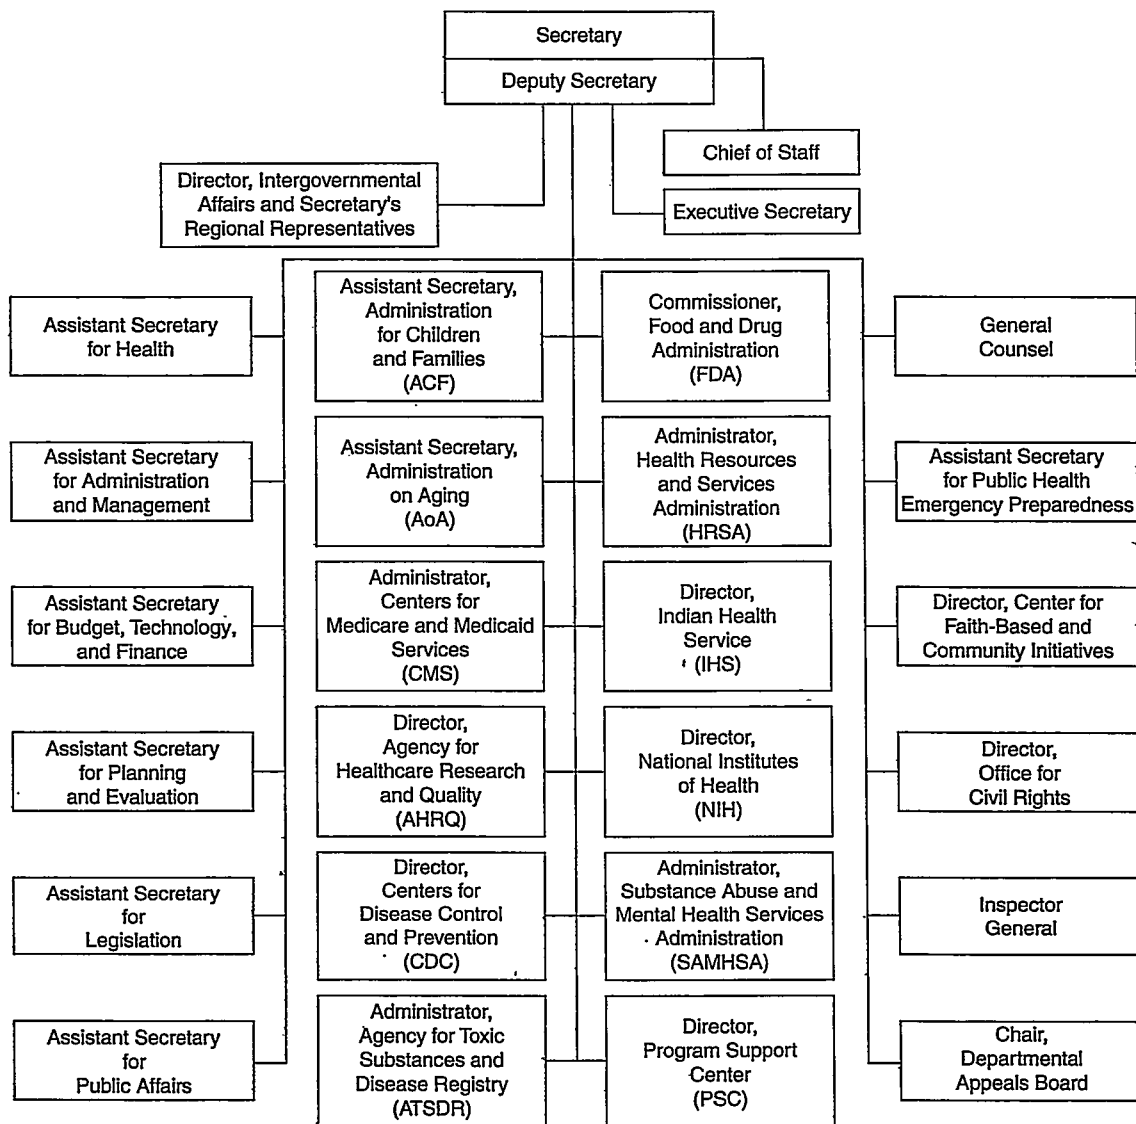 Secretary
Deputy Secretary
Chief of Staff
Director, Intergovernmental
Affairs and Secretary's
Regional Representatives
Executive Secretary
Assistant Secretary
for Health
Assistant Secretary,
Administration
for Children
and Families
(ACF)
Commissioner,
Food and Drug
Administration
(FDA)
General
Counsel
Assistant Secretary
for Administration
and Management
Assistant Secretary,
Administration
on Aging
(AoA)
Administrator,
Health Resources
and Services
Administration
(HRSA)
Assistant Secretary
for Public Health
Emergency Preparedness
Assistant Secretary
for Budget, Technology,
and Finance
Administrator,
Centers for
Medicare and Medicaid
Services
(CMS)
Director,
Indian Health
Service
(IHS)
Director, Center for
Faith-Based and
Community Initiatives
Assistant Secretary
for Planning
and Evaluation
Director,
Agency for
Healthcare Research
and Quality
(AHRQ)
Director,
National Institutes
of Health
(NIH)
Director,
Office for
Civil Rights
Assistant Secretary
for
Legislation
Director,
Centers for
Disease Control
and Prevention
(CDC)
Administrator,
Substance Abuse and
Mental Health Services
Administration
(SAMHSA)
Inspector
General
Assistant Secretary
for
Public Affairs
Administrator,
Agency for Toxic
Substances and
Disease Registry
(ATSDR)
Director,
Program Support
Center
(PSC)
Chair,
Departmental
Appeals Board